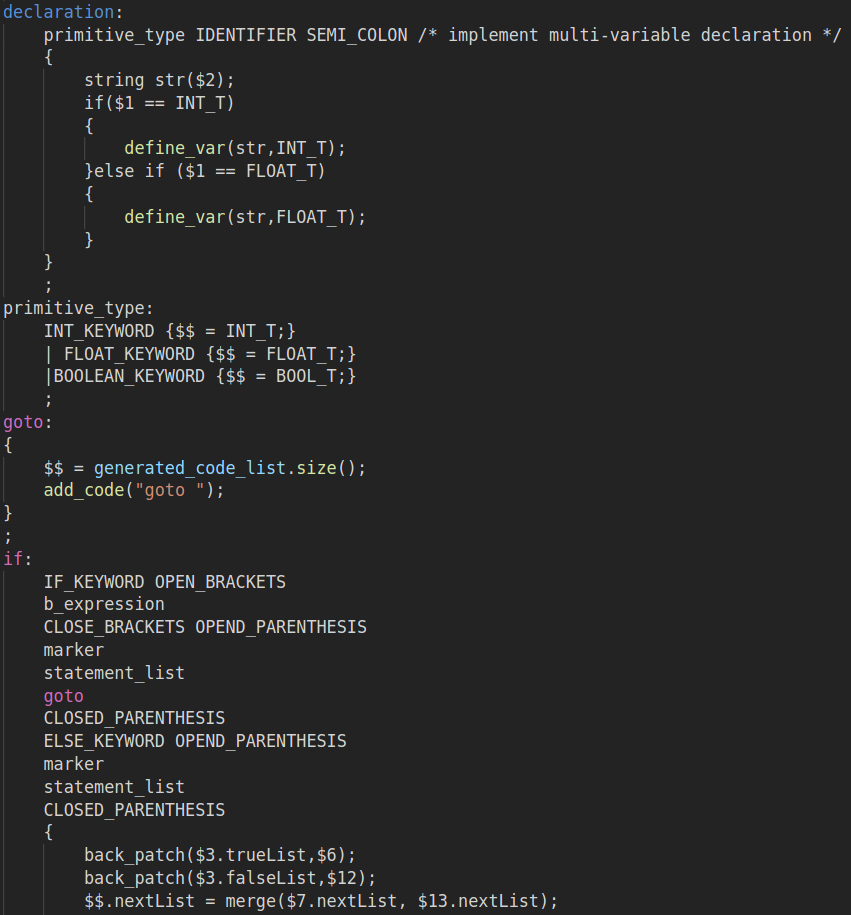 declaration:
    primitive_type IDENTIFIER SEMI_COLON /* implement multi-variable declaration */
    {
        string str($2);
        if($1 == INT_T)
        {
            define_var(str,INT_T);
        }else if ($1 == FLOAT_T)
        {
            define_var(str,FLOAT_T);
        }
    }
    ;
primitive_type:
    INT_KEYWORD {$$ = INT_T;}
    | FLOAT_KEYWORD {$$ = FLOAT_T;}
    |BOOLEAN_KEYWORD {$$ = BOOL_T;}
    ;
goto:
{
    $$ = generated_code_list.size();
    add_code("goto ");
}
;
if:
    IF_KEYWORD OPEN_BRACKETS
    b_expression
    CLOSE_BRACKETS OPEND_PARENTHESIS
    marker
    statement_list
    goto
    CLOSED_PARENTHESIS
    ELSE_KEYWORD OPEND_PARENTHESIS
    marker
    statement_list
    CLOSED_PARENTHESIS
    {
        back_patch($3.trueList,$6);
        back_patch($3.falseList,$12);
        $$.nextList = merge($7.nextList, $13.nextList);